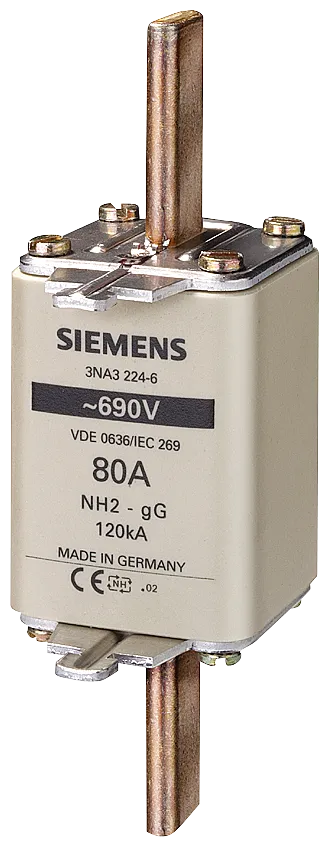 SIEMENS
3NA3 224-6
~690V
VDE 0636/IEC 269
80A
NH2 - gG
120kA
MADE IN GERMANY
CE NH .02